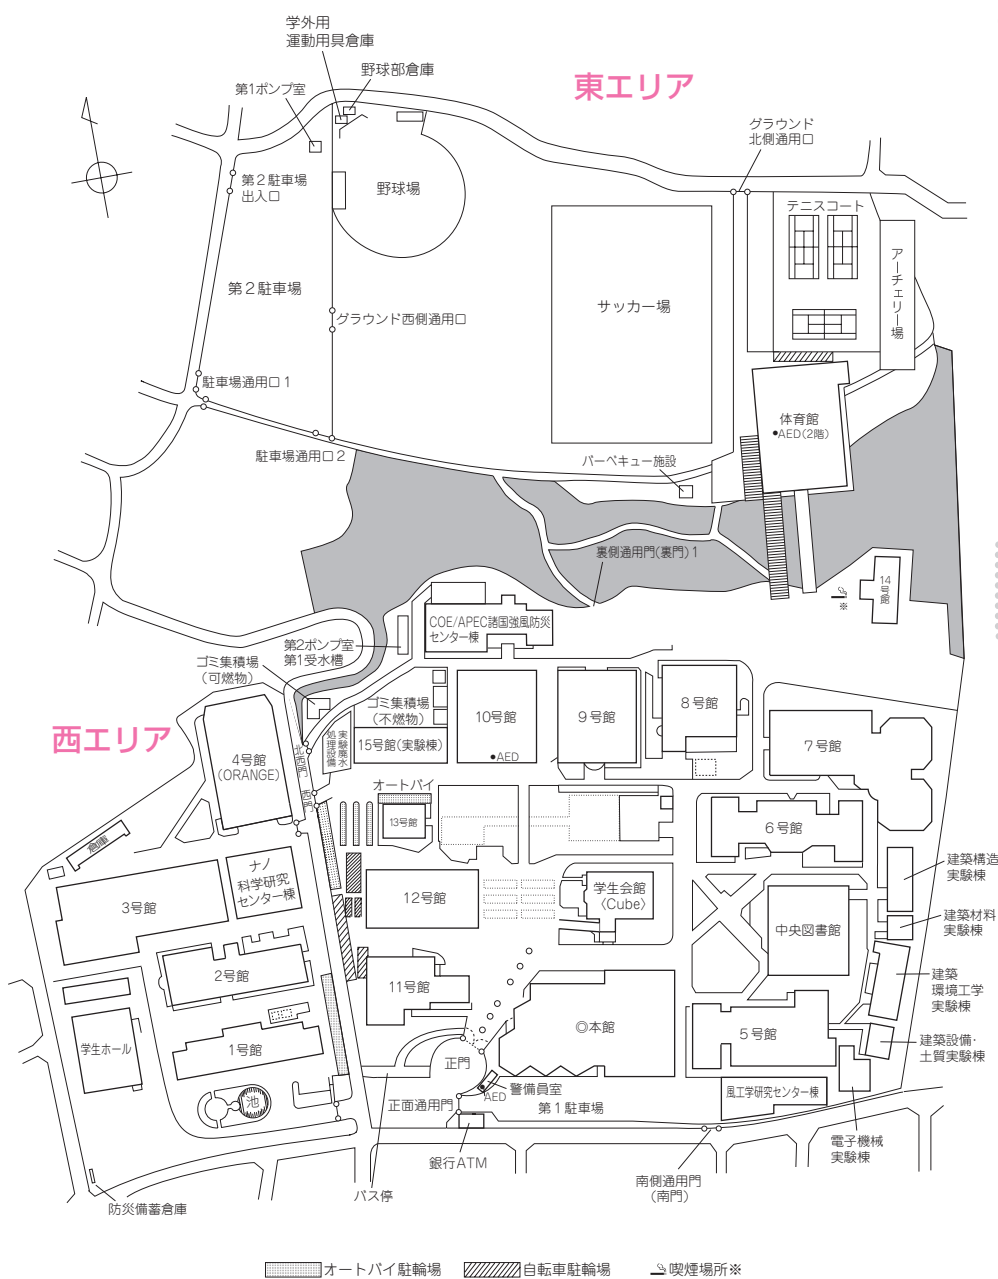 学外用
運動用具倉庫
野球部倉庫
東エリア
第1ポンプ室
グラウンド
北側通用口
第2駐車場
出入口
野球場
テニスコート
アーチェリー場
第2駐車場
サッカー場
グラウンド西側通用口
駐車場通用口1
体育館
●AED(2階)
駐車場通用口2
バーベキュー施設
裏側通用門(裏門)1
14号館
※
COE/APEC諸国強風防災
センター棟
第2ポンプ室
第1受水槽
ゴミ集積場
(可燃物)
ゴミ集積場
(不燃物)
10号館
●AED
9号館
8号館
7号館
西エリア
4号館
(ORANGE)
北西門
実験廃水
処理設備
15号館(実験棟)
西門
オートバイ
13号館
6号館
倉庫
ナノ
科学研究
センター棟
3号館
12号館
学生会館
〈Cube〉
建築構造
実験棟
建築材料
実験棟
中央図書館
2号館
11号館
建築
環境工学
実験棟
◎本館
5号館
建築設備・
土質実験棟
学生ホール
1号館
正門
池
警備員室
AED
正面通用門
第1駐車場
風工学研究センター棟
電子機械
実験棟
銀行ATM
バス停
南側通用門
(南門)
防災備蓄倉庫
オートバイ駐輪場
自転車駐輪場
喫煙場所※